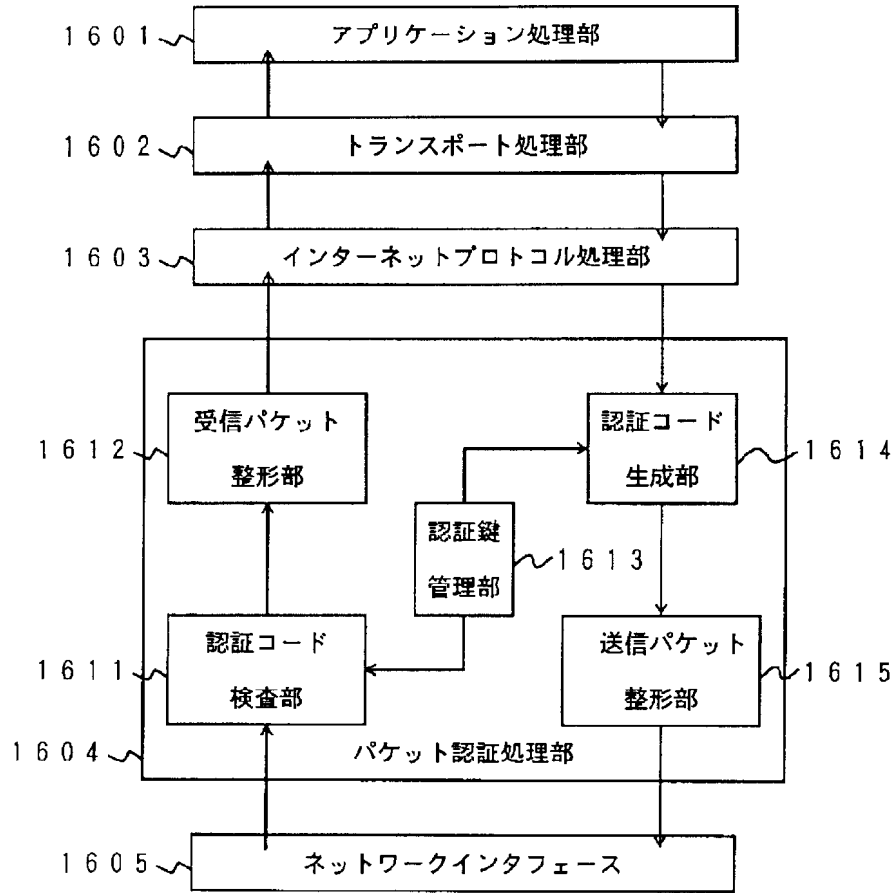 1601
アプリケーション処理部
1602
トランスポート処理部
1603
インターネットプロトコル処理部
受信パケット
整形部
1612
認証コード
生成部
1614
認証鍵
管理部
1613
認証コード
検査部
1611
送信パケット
整形部
1615
1604
パケット認証処理部
1605
ネットワークインタフェース